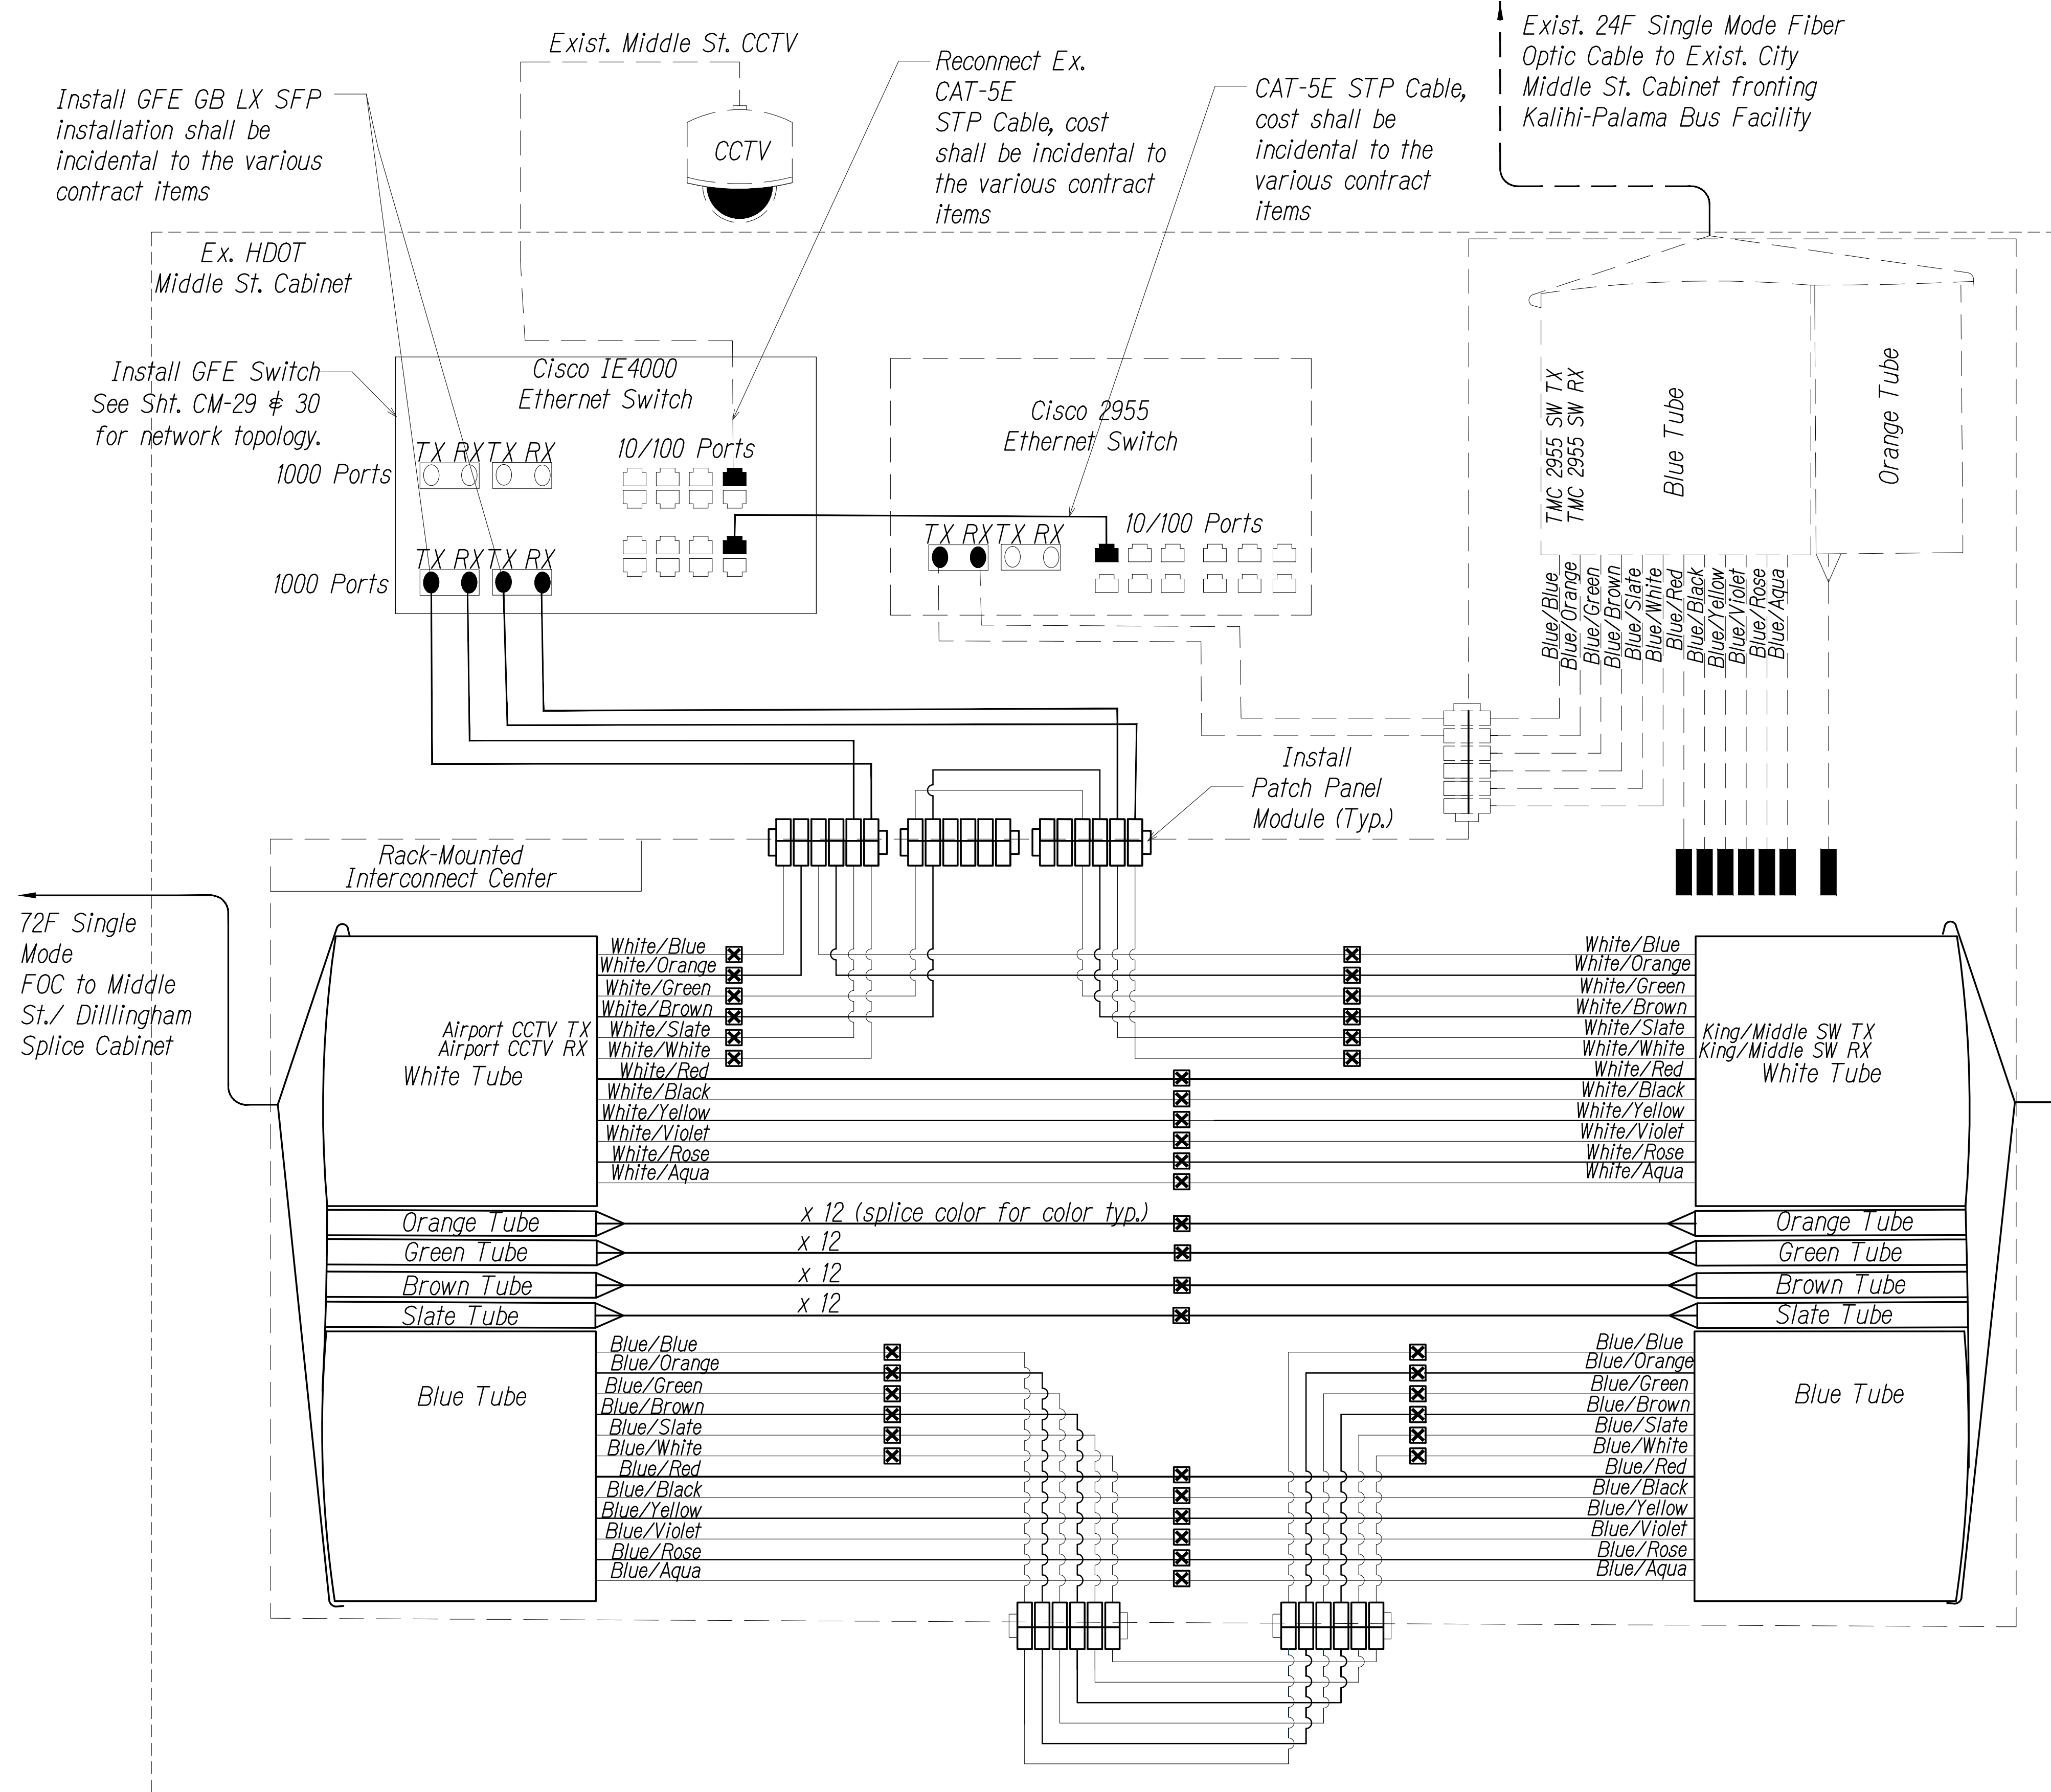 Exist. Middle St. CCTV
CCTV
Install GFE GB LX SFP
installation shall be
incidental to the various
contract items
Reconnect Ex.
CAT-5E
STP Cable, cost
shall be incidental to
the various contract
items
CAT-5E STP Cable,
cost shall be
incidental to the
various contract
items
Exist. 24F Single Mode Fiber
Optic Cable to Exist. City
Middle St. Cabinet fronting
Kalihi-Palama Bus Facility
Ex. HDOT
Middle St. Cabinet
Install GFE Switch
See Sht. CM-29 & 30
for network topology.
Cisco IE4000
Ethernet Switch
TX RX TX RX
10/100 Ports
1000 Ports
TX RX TX RX
1000 Ports
Cisco 2955
Ethernet Switch
TX RX TX RX
10/100 Ports
TMC 2955 SW TX
TMC 2955 SW RX
Blue Tube
Orange Tube
Blue/Blue
Blue/Orange
Blue/Green
Blue/Brown
Blue/Slate
Blue/White
Blue/Red
Blue/Black
Blue/Yellow
Blue/Violet
Blue/Rose
Blue/Aqua
Install
Patch Panel
Module (Typ.)
Rack-Mounted
Interconnect Center
72F Single
Mode
FOC to Middle
St./ Dilllingham
Splice Cabinet
Airport CCTV TX
Airport CCTV RX
White Tube
White/Blue
White/Orange
White/Green
White/Brown
White/Slate
White/White
White/Red
White/Black
White/Yellow
White/Violet
White/Rose
White/Aqua
White/Blue
White/Orange
White/Green
White/Brown
White/Slate
White/White
White/Red
White/Black
White/Yellow
White/Violet
White/Rose
White/Aqua
King/Middle SW TX
King/Middle SW RX
White Tube
Orange Tube
x 12 (splice color for color typ.)
Orange Tube
Green Tube
x 12
Green Tube
Brown Tube
x 12
Brown Tube
Slate Tube
x 12
Slate Tube
Blue Tube
Blue/Blue
Blue/Orange
Blue/Green
Blue/Brown
Blue/Slate
Blue/White
Blue/Red
Blue/Black
Blue/Yellow
Blue/Violet
Blue/Rose
Blue/Aqua
Blue/Blue
Blue/Orange
Blue/Green
Blue/Brown
Blue/Slate
Blue/White
Blue/Red
Blue/Black
Blue/Yellow
Blue/Violet
Blue/Rose
Blue/Aqua
Blue Tube